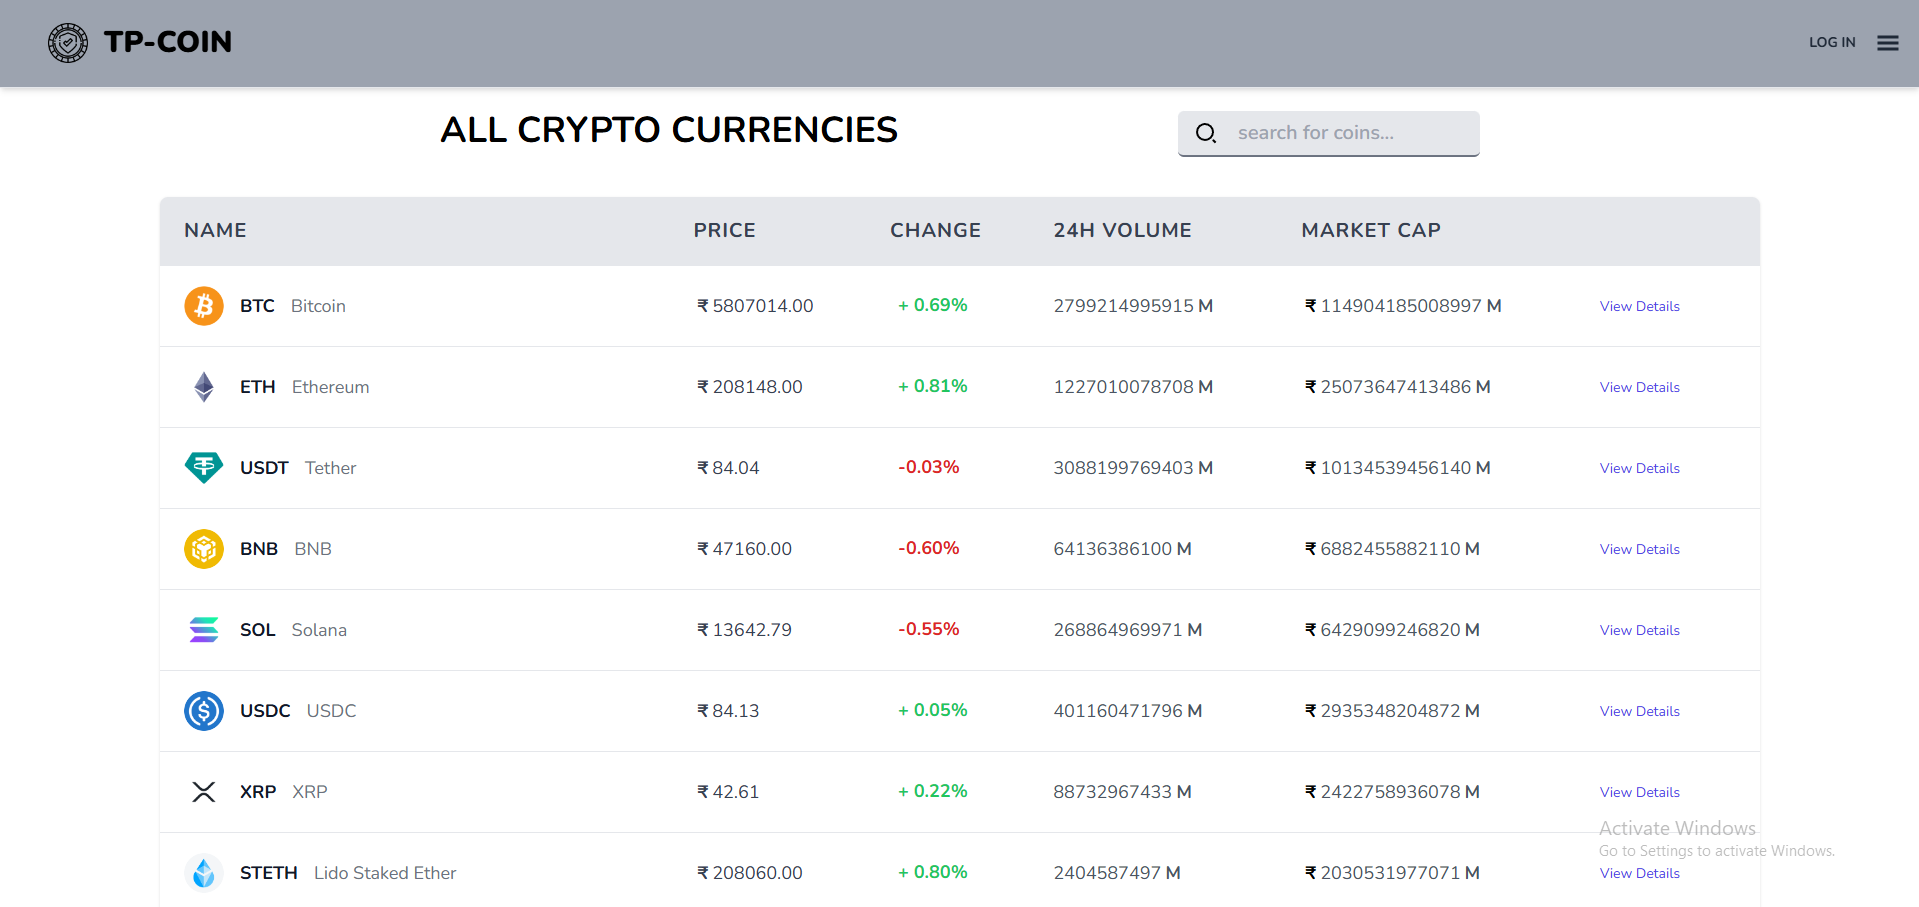 TP-COIN LOG IN
ALL CRYPTO CURRENCIES search for coins...
NAME PRICE CHANGE 24H VOLUME MARKET CAP
BTC Bitcoin ₹ 5807014.00 + 0.69% 2799214995915 M ₹ 114904185008997 M View Details
ETH Ethereum ₹ 208148.00 + 0.81% 1227010078708 M ₹ 25073647413486 M View Details
USDT Tether ₹ 84.04 -0.03% 3088199769403 M ₹ 10134539456140 M View Details
BNB BNB ₹ 47160.00 -0.60% 64136386100 M ₹ 6882455882110 M View Details
SOL Solana ₹ 13642.79 -0.55% 268864969971 M ₹ 6429099246820 M View Details
USDC USDC ₹ 84.13 + 0.05% 401160471796 M ₹ 2935348204872 M View Details
XRP XRP ₹ 42.61 + 0.22% 88732967433 M ₹ 2422758936078 M View Details
Activate Windows
Go to Settings to activate Windows.
STETH Lido Staked Ether ₹ 208060.00 + 0.80% 2404587497 M ₹ 2030531977071 M View Details